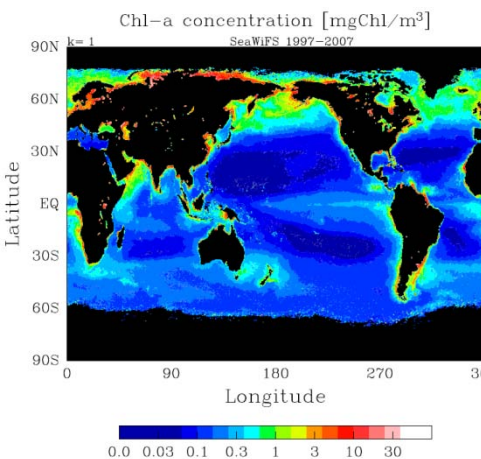 Chl-a concentration [mgChl/m³]
k= 1 SeaWiFS 1997-2007
90N
60N
30N
EQ
30S
60S
90S
Latitude
0 90 180 270
Longitude
0.0 0.03 0.1 0.3 1 3 10 30